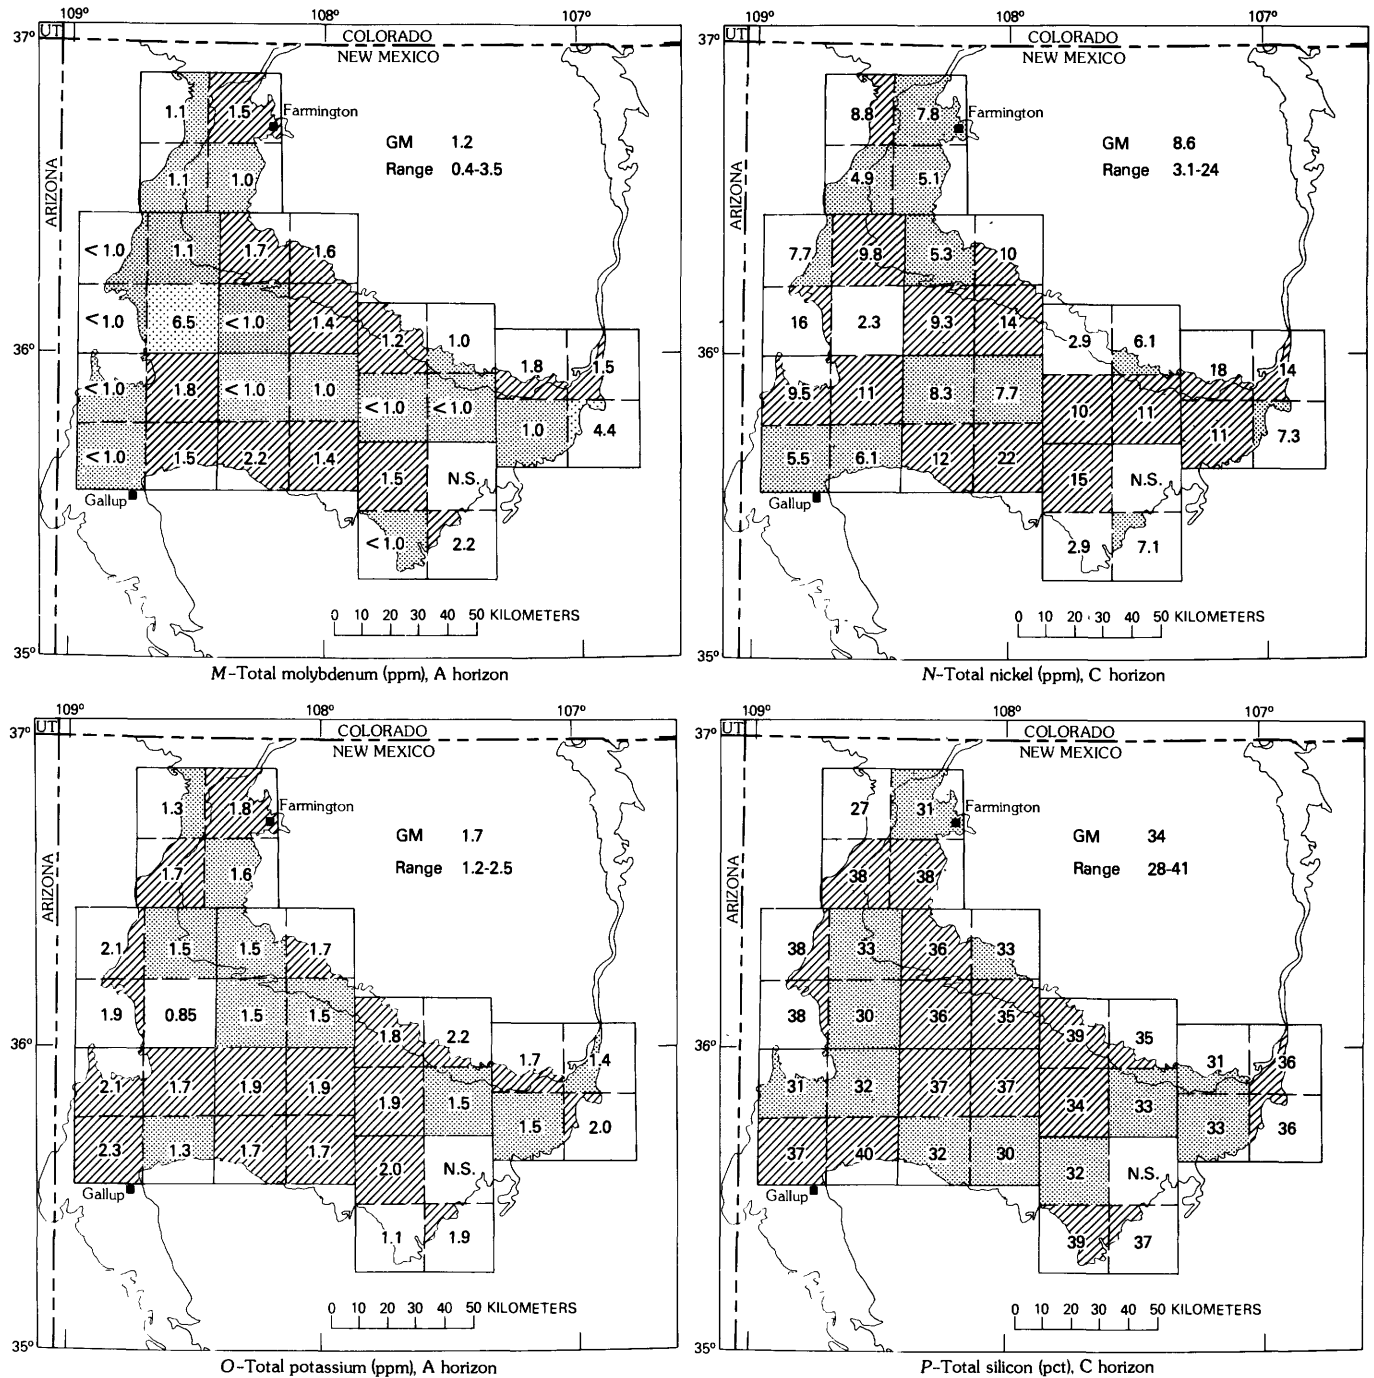 109° 108° 107°
37°
UT
COLORADO
NEW MEXICO
ARIZONA
1.1 1.5 Farmington
GM 1.2
Range 0.4-3.5
1.1 1.0
< 1.0 1.1 1.7 1.6
< 1.0 6.5 < 1.0 1.4 1.2 1.0
36°
1.8 1.5
< 1.0 1.8 < 1.0 1.0 < 1.0 < 1.0
1.0 4.4
< 1.0 1.5 2.2 1.4 1.5 N.S.
Gallup
< 1.0 2.2
0 10 20 30 40 50 KILOMETERS
35°
M–Total molybdenum (ppm), A horizon
109° 108° 107°
37°
UT
COLORADO
NEW MEXICO
ARIZONA
8.8 7.8 Farmington
GM 8.6
Range 3.1-24
4.9 5.1
7.7 9.8 5.3 10
16 2.3 9.3 14 2.9 6.1
36°
18 14
9.5 11 8.3 7.7 10 11
11 7.3
5.5 6.1 12 22 15 N.S.
Gallup
2.9 7.1
0 10 20 30 40 50 KILOMETERS
35°
N–Total nickel (ppm), C horizon
109° 108° 107°
37°
UT
COLORADO
NEW MEXICO
ARIZONA
1.3 1.8 Farmington
GM 1.7
Range 1.2-2.5
1.7 1.6
2.1 1.5 1.5 1.7
1.9 0.85 1.5 1.5 1.8 2.2
36°
1.7 1.4
2.1 1.7 1.9 1.9 1.9 1.5
1.5 2.0
2.3 1.3 1.7 1.7 2.0 N.S.
Gallup
1.1 1.9
0 10 20 30 40 50 KILOMETERS
35°
O–Total potassium (ppm), A horizon
109° 108° 107°
37°
UT
COLORADO
NEW MEXICO
ARIZONA
27 31 Farmington
GM 34
Range 28-41
38 38
38 33 36 33
38 30 36 35 39 35
36°
31 36
31 32 37 37 34 33
33 36
37 40 32 30 32 N.S.
Gallup
39 37
0 10 20 30 40 50 KILOMETERS
35°
P–Total silicon (pct), C horizon